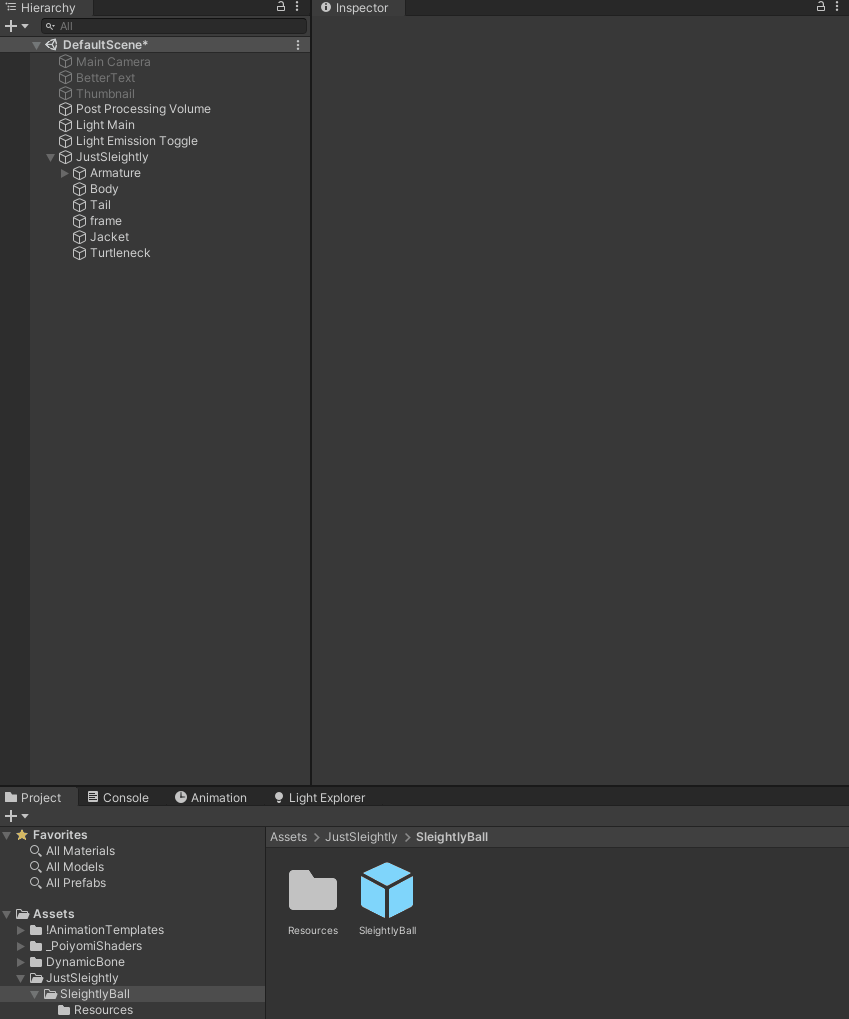 Hierarchy
Inspector
All
DefaultScene*
Main Camera
BetterText
Thumbnail
Post Processing Volume
Light Main
Light Emission Toggle
JustSleightly
Armature
Body
Tail
frame
Jacket
Turtleneck
Project
Console
Animation
Light Explorer
Favorites
All Materials
All Models
All Prefabs
Assets
!AnimationTemplates
_PoiyomiShaders
DynamicBone
JustSleightly
SleightlyBall
Resources
Assets > JustSleightly > SleightlyBall
Resources
SleightlyBall